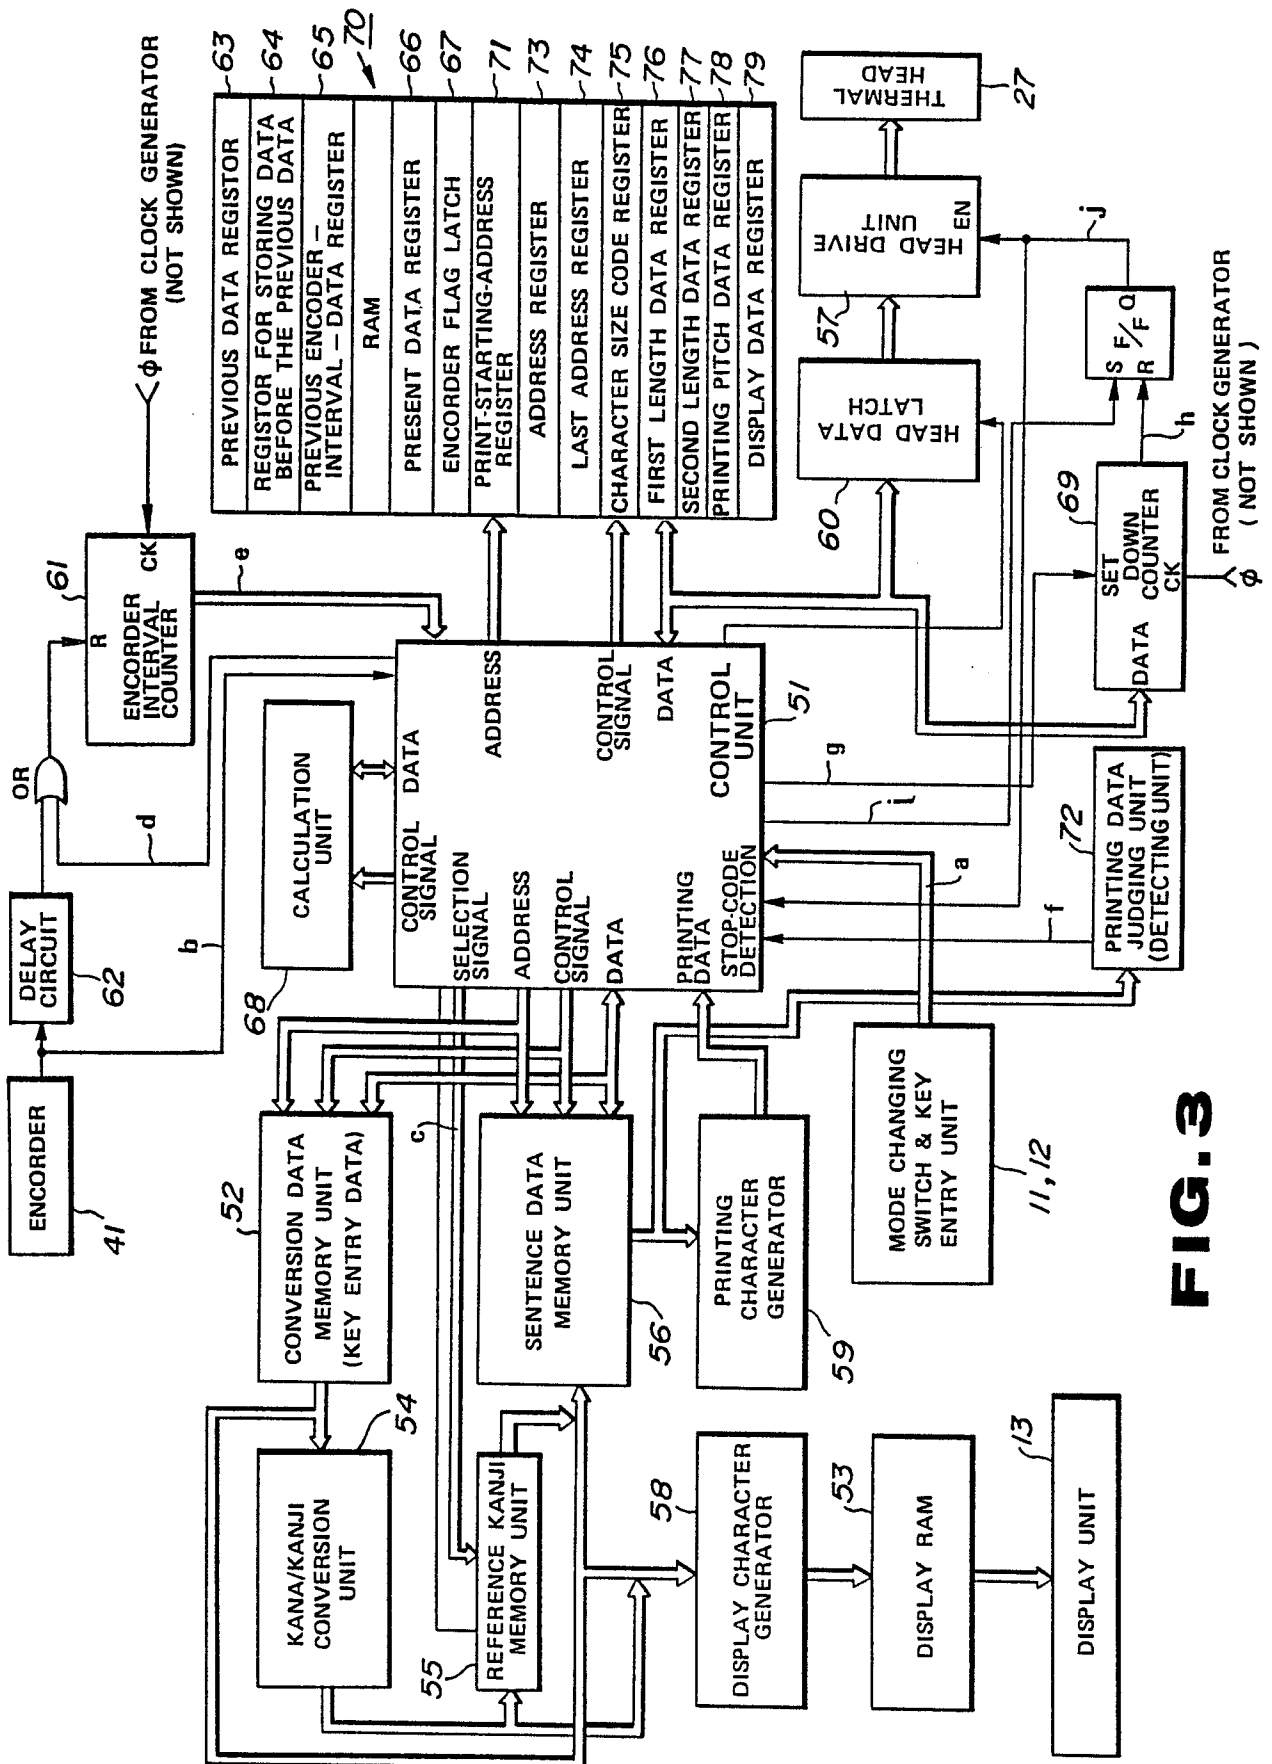 ENCORDER
41
DELAY
CIRCUIT
62
OR
b
d
R
ENCORDER
INTERVAL
COUNTER
CK
61
e
φ FROM CLOCK GENERATOR
(NOT SHOWN)
CONVERSION DATA
MEMORY UNIT
(KEY ENTRY DATA)
52
KANA/KANJI
CONVERSION
UNIT
54
CALCULATION
UNIT
68
c
REFERENCE KANJI
MEMORY UNIT
55
SENTENCE DATA
MEMORY UNIT
56
PRINTING
CHARACTER
GENERATOR
59
DISPLAY CHARACTER
GENERATOR
58
DISPLAY RAM
53
DISPLAY UNIT
13
MODE CHANGING
SWITCH & KEY
ENTRY UNIT
11, 12
CONTROL
SIGNAL
DATA
SELECTION
SIGNAL
ADDRESS
CONTROL
SIGNAL
DATA
PRINTING
DATA
STOP-CODE
DETECTION
ADDRESS
CONTROL
SIGNAL
DATA
CONTROL
UNIT
51
g
i
a
f
PRINTING DATA
JUDGING UNIT
(DETECTING UNIT)
72
PREVIOUS DATA REGISTOR
63
REGISTOR FOR STORING DATA
BEFORE THE PREVIOUS DATA
64
PREVIOUS ENCODER –
INTERVAL – DATA REGISTER
65
RAM
70
PRESENT DATA REGISTER
66
ENCORDER FLAG LATCH
67
PRINT-STARTING-ADDRESS
REGISTER
71
ADDRESS REGISTER
73
LAST ADDRESS REGISTER
74
CHARACTER SIZE CODE REGISTER
75
FIRST LENGTH DATA REGISTER
76
SECOND LENGTH DATA REGISTER
77
PRINTING PITCH DATA REGISTER
78
DISPLAY DATA REGISTER
79
HEAD DATA
LATCH
60
HEAD DRIVE
UNIT
EN
57
THERMAL
HEAD
27
SET
DOWN
COUNTER
CK
DATA
69
h
S
F/F
R
Q
j
φ
FROM CLOCK GENERATOR
( NOT SHOWN )
FIG.3